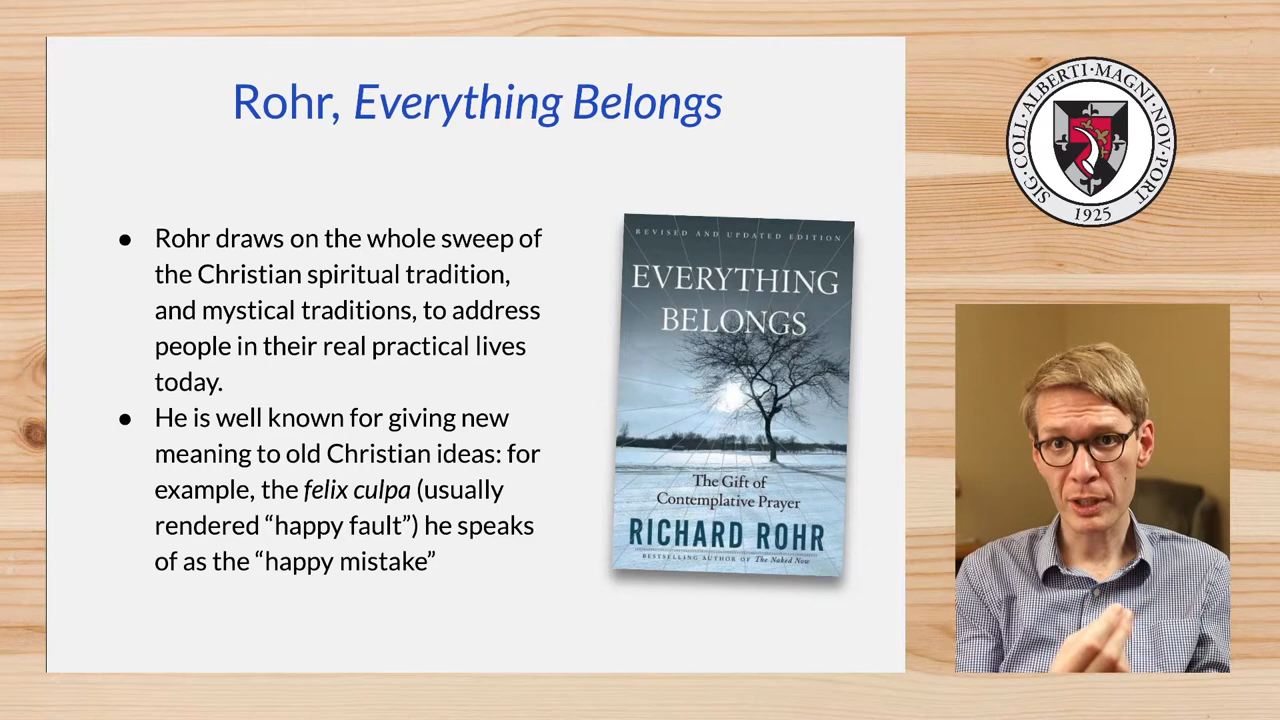 Rohr, Everything Belongs
● Rohr draws on the whole sweep of
the Christian spiritual tradition,
and mystical traditions, to address
people in their real practical lives
today.
● He is well known for giving new
meaning to old Christian ideas: for
example, the felix culpa (usually
rendered “happy fault”) he speaks
of as the “happy mistake”
REVISED AND UPDATED EDITION
EVERYTHING
BELONGS
The Gift of
Contemplative Prayer
RICHARD ROHR
BESTSELLING AUTHOR OF The Naked Now
SIG·COLL·ALBERTI·MAGNI·NOV·PORT
1925